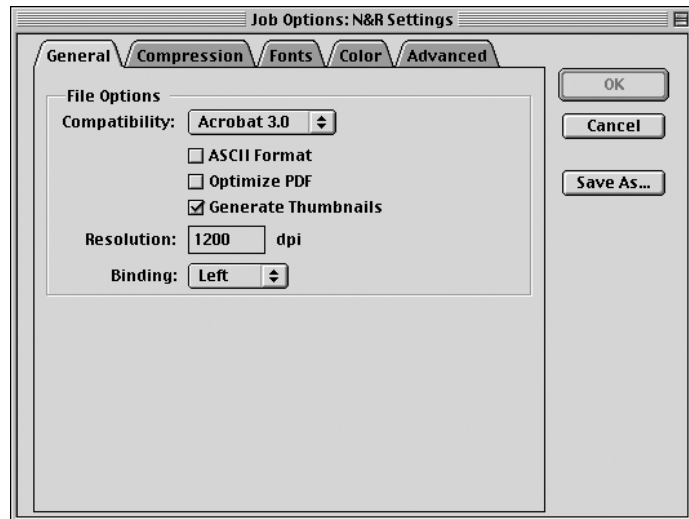 Job Options: N&R Settings
General Compression Fonts Color Advanced
File Options
Compatibility: Acrobat 3.0
ASCII Format
Optimize PDF
Generate Thumbnails
Resolution: 1200 dpi
Binding: Left
OK
Cancel
Save As...